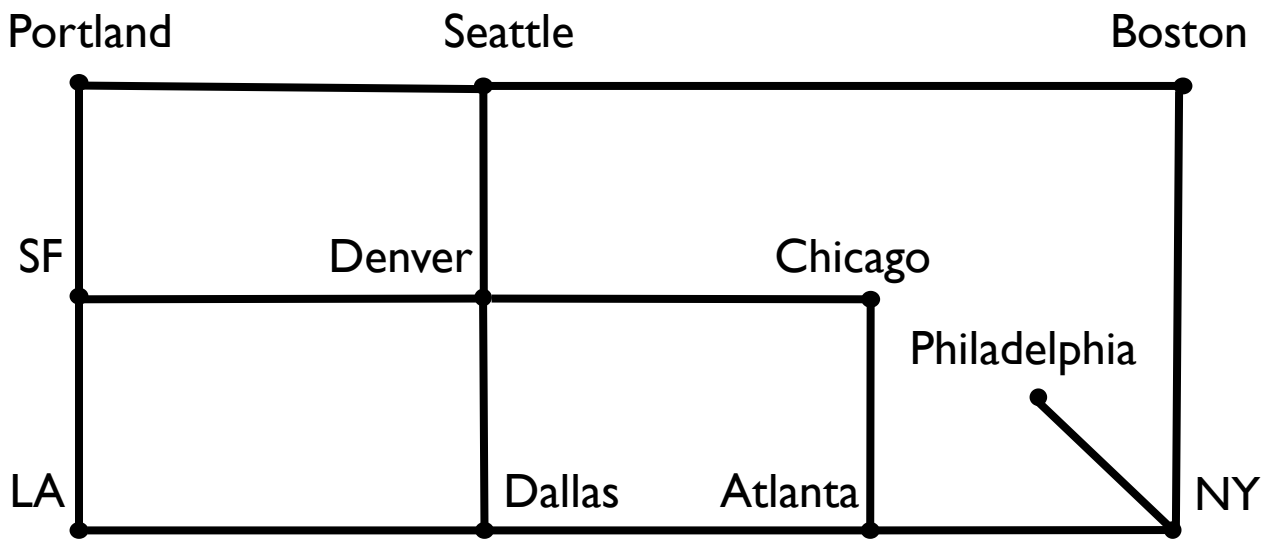 Portland Seattle Boston
SF Denver Chicago
Philadelphia
LA Dallas Atlanta NY